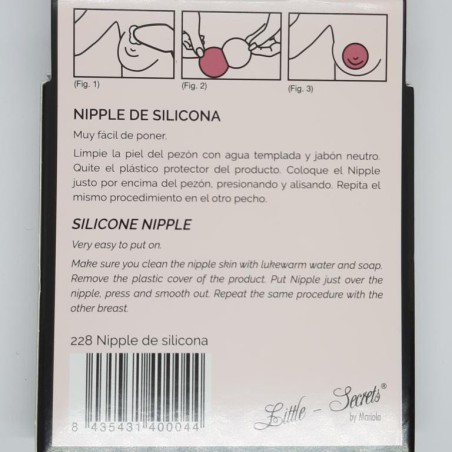 (Fig. 1)
(Fig. 2)
(Fig. 3)
NIPPLE DE SILICONA
Muy fácil de poner.
Limpie la piel del pezón con agua templada y jabón neutro.
Quite el plástico protector del producto. Coloque el Nipple
justo por encima del pezón, presionando y alisando. Repita el
mismo procedimiento en el otro pecho.
SILICONE NIPPLE
Very easy to put on.
Make sure you clean the nipple skin with lukewarm water and soap.
Remove the plastic cover of the product. Put Nipple just over the
nipple, press and smooth out. Repeat the same procedure with the
other breast.
228 Nipple de silicona
8 435431 400044
Little - Secrets®
by Mariola